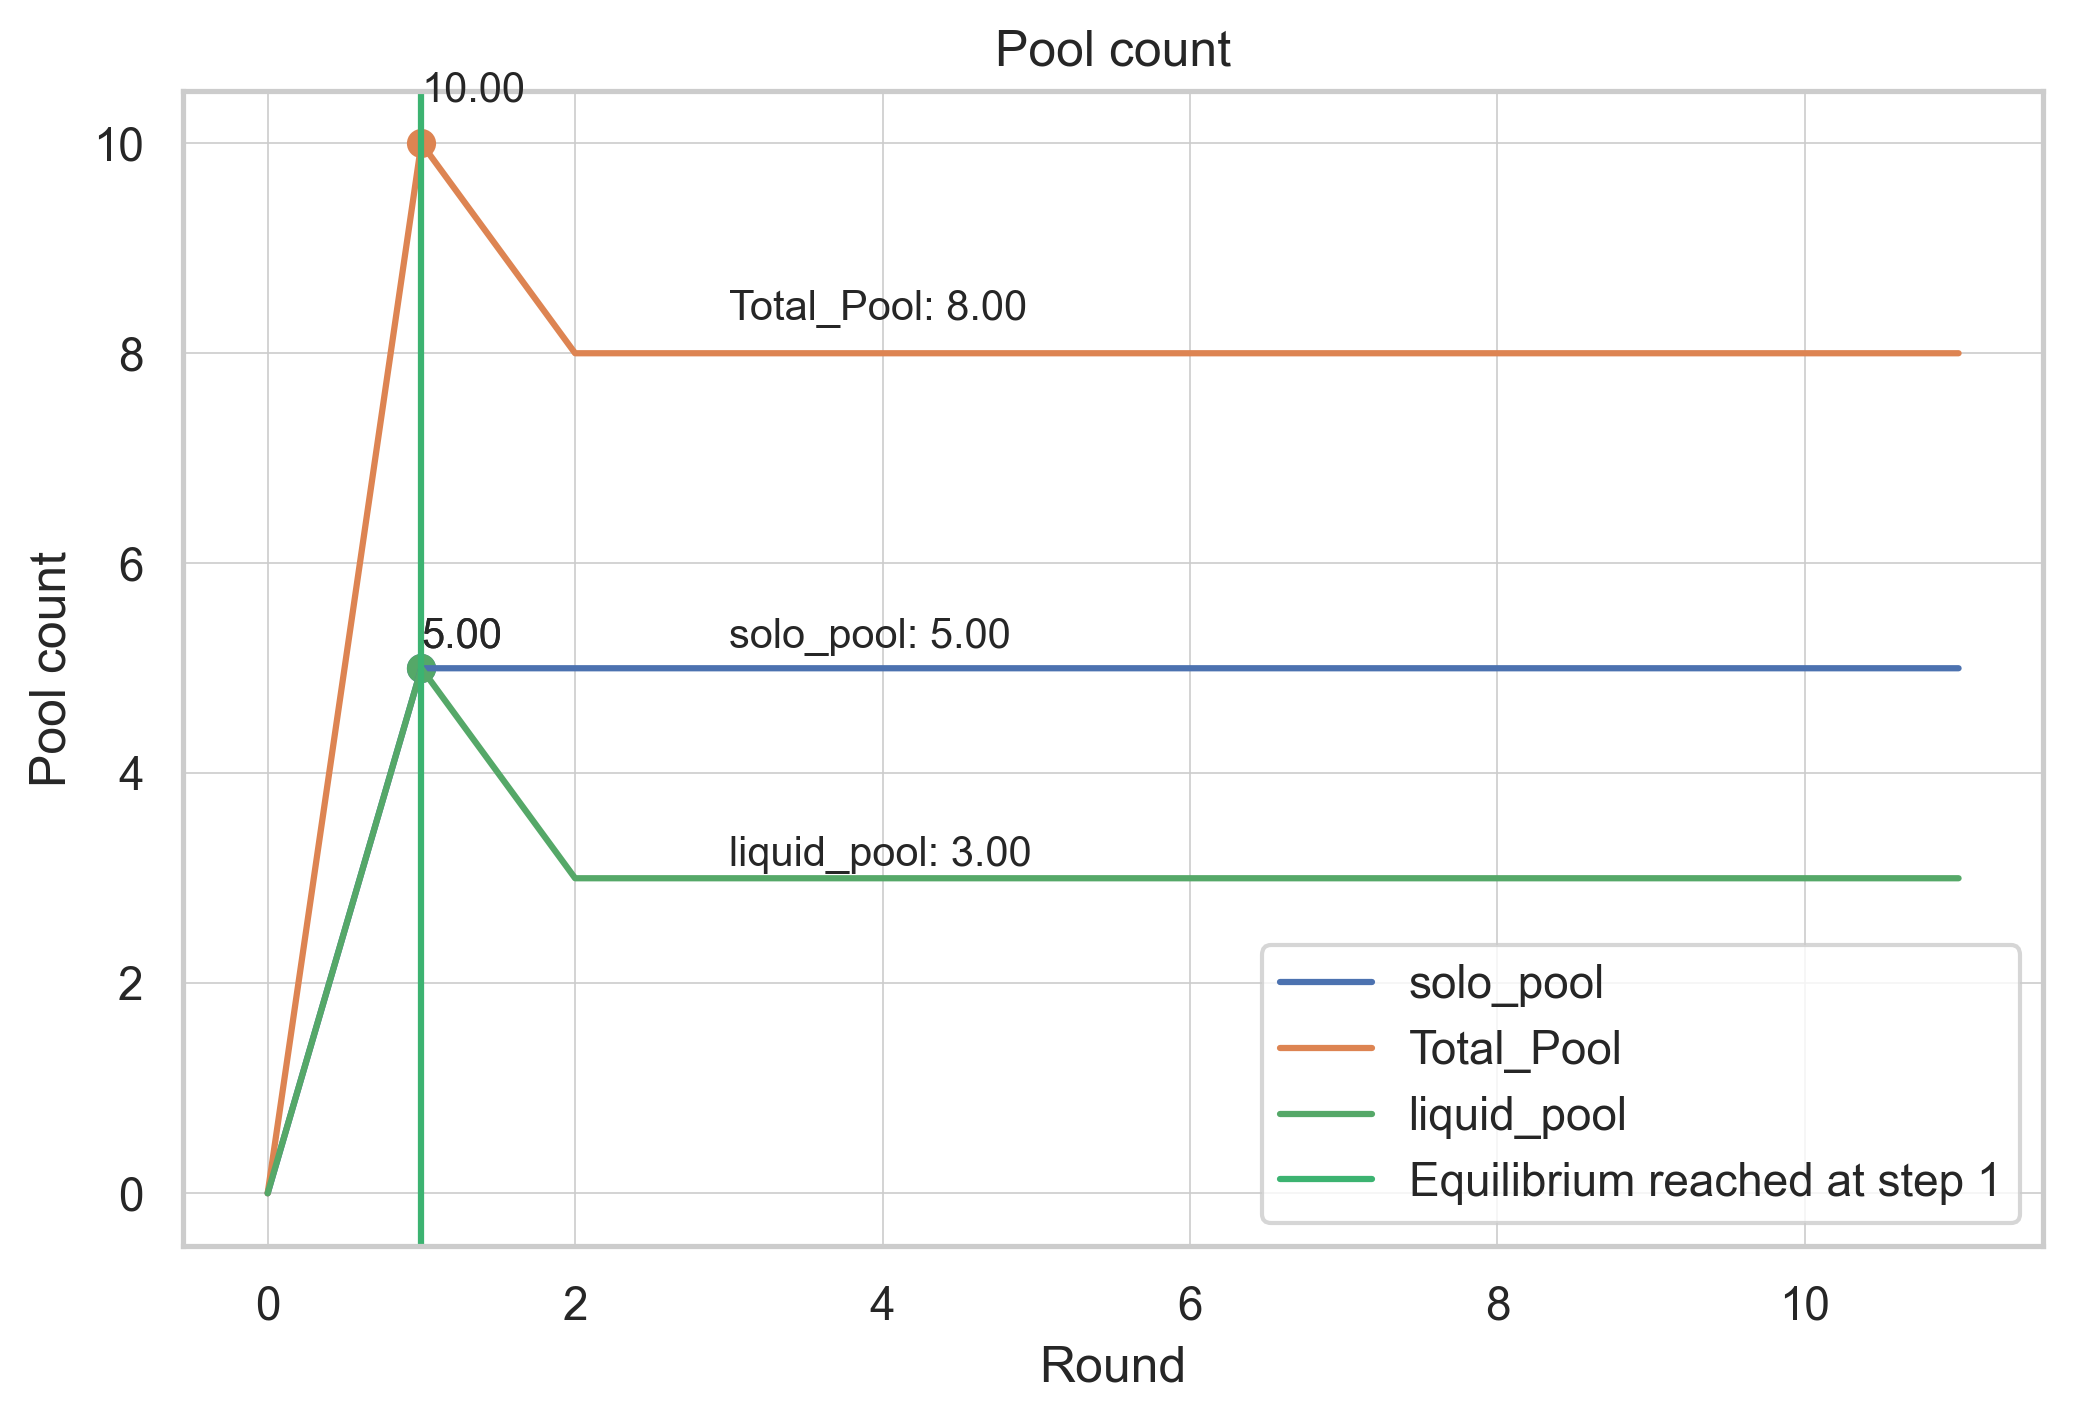 Pool count
10.00
10
Total_Pool: 8.00
8
6
5.00
solo_pool: 5.00
4
liquid_pool: 3.00
2
0
Pool count
solo_pool
Total_Pool
liquid_pool
Equilibrium reached at step 1
0 2 4 6 8 10
Round